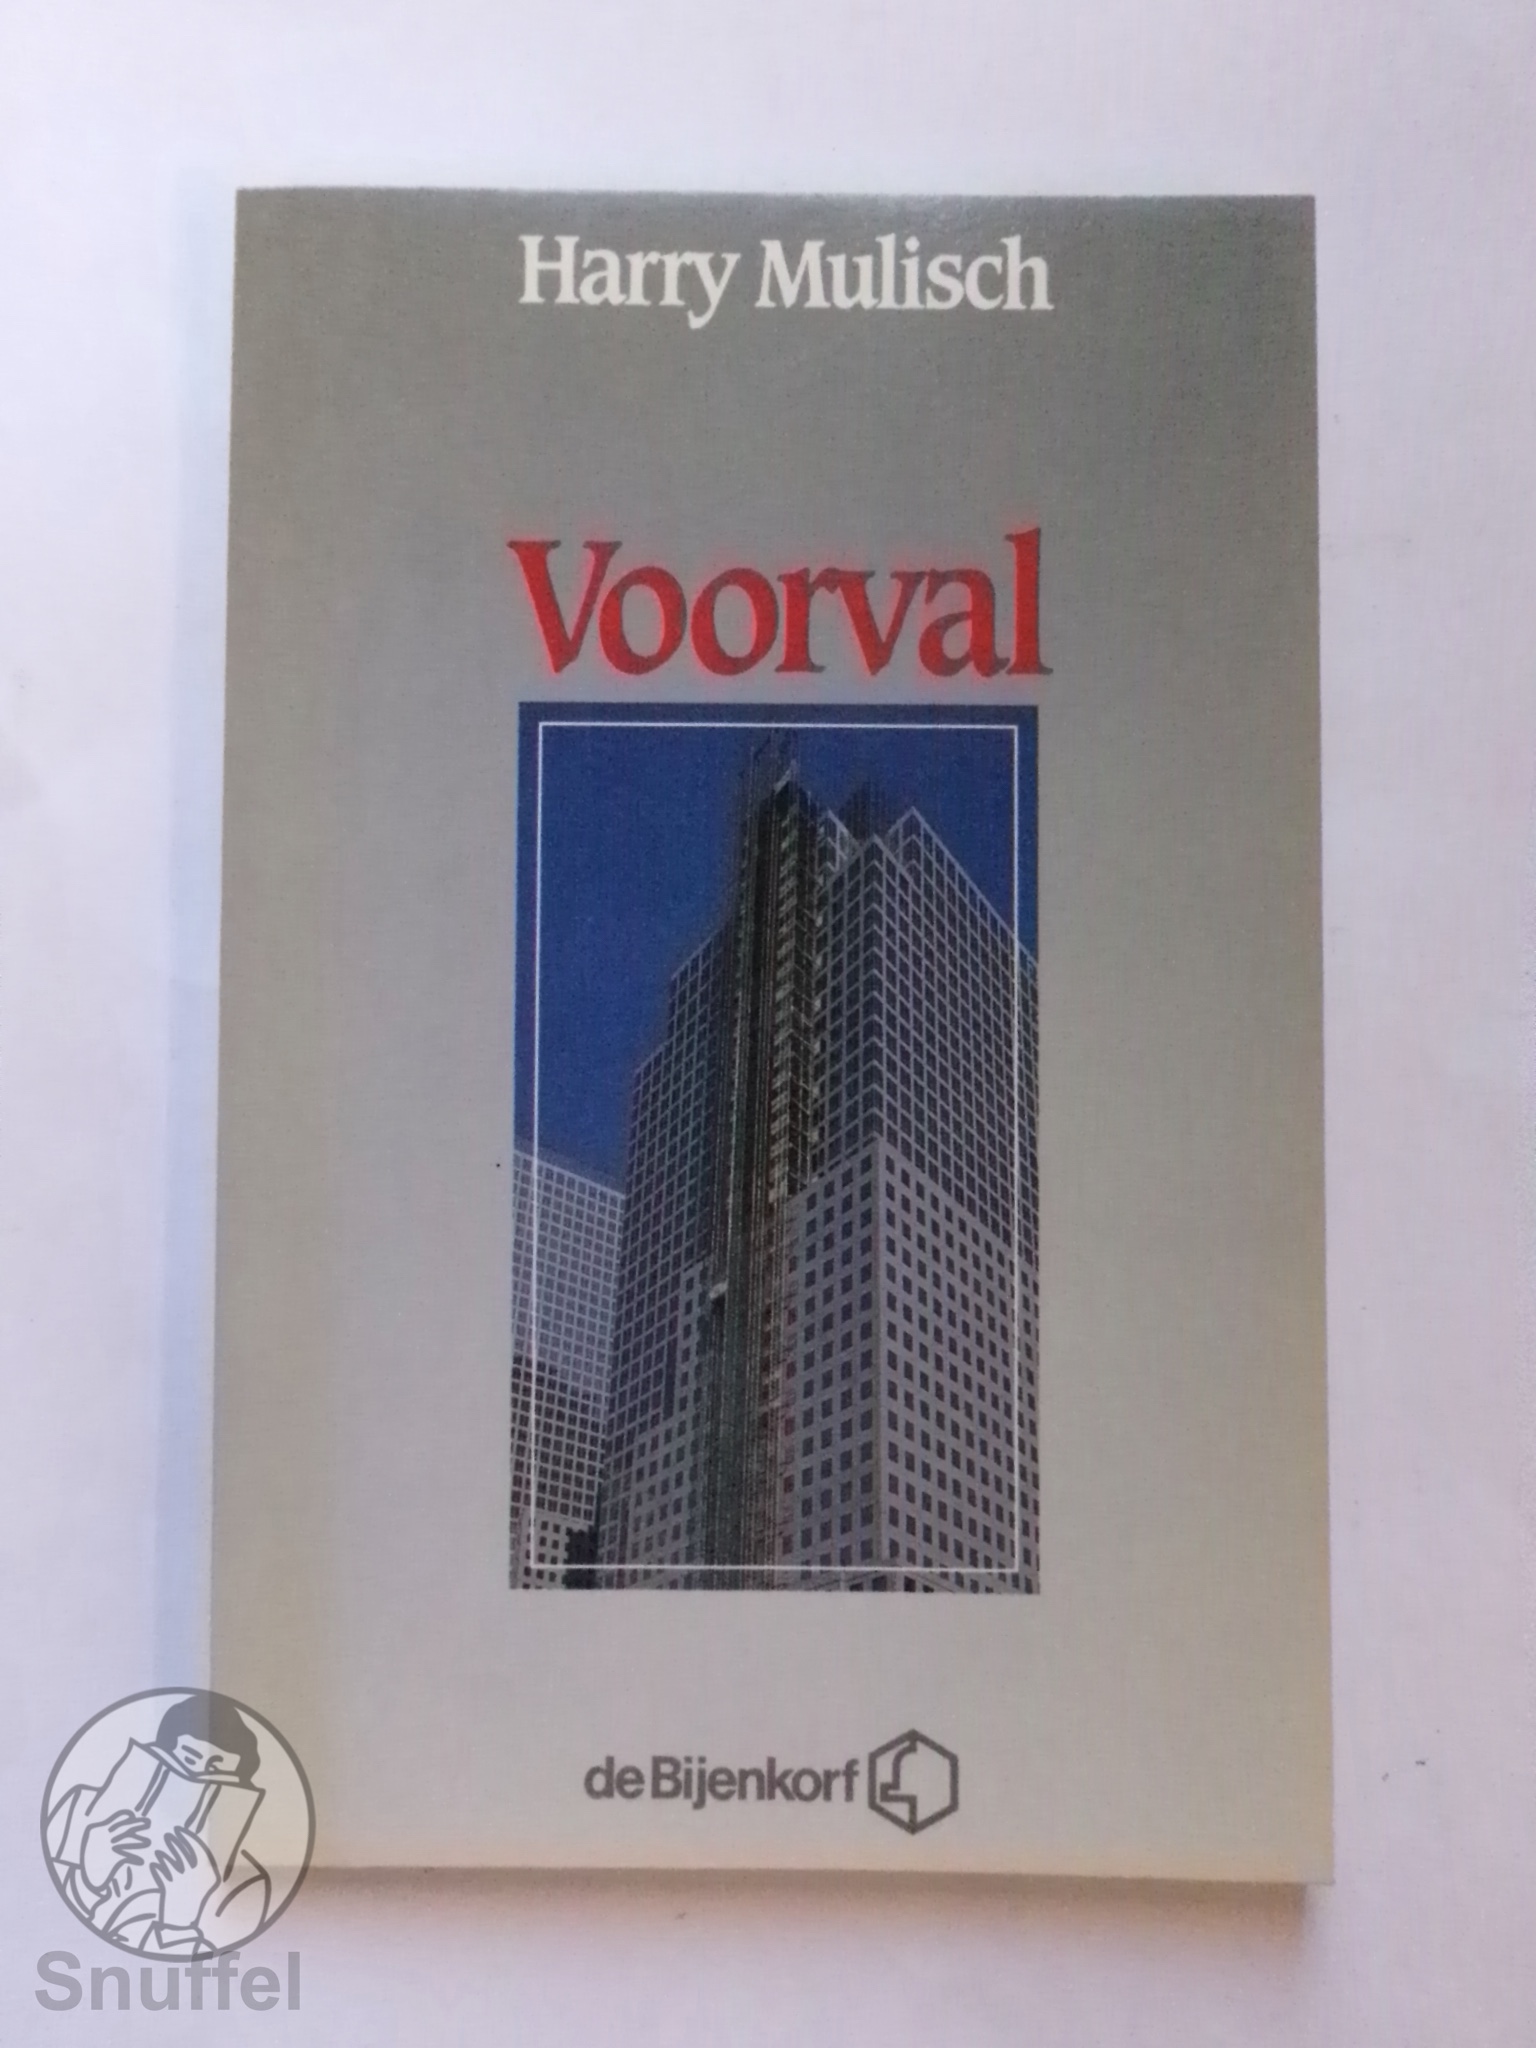 Harry Mulisch
Voorval
de Bijenkorf
Snuffel